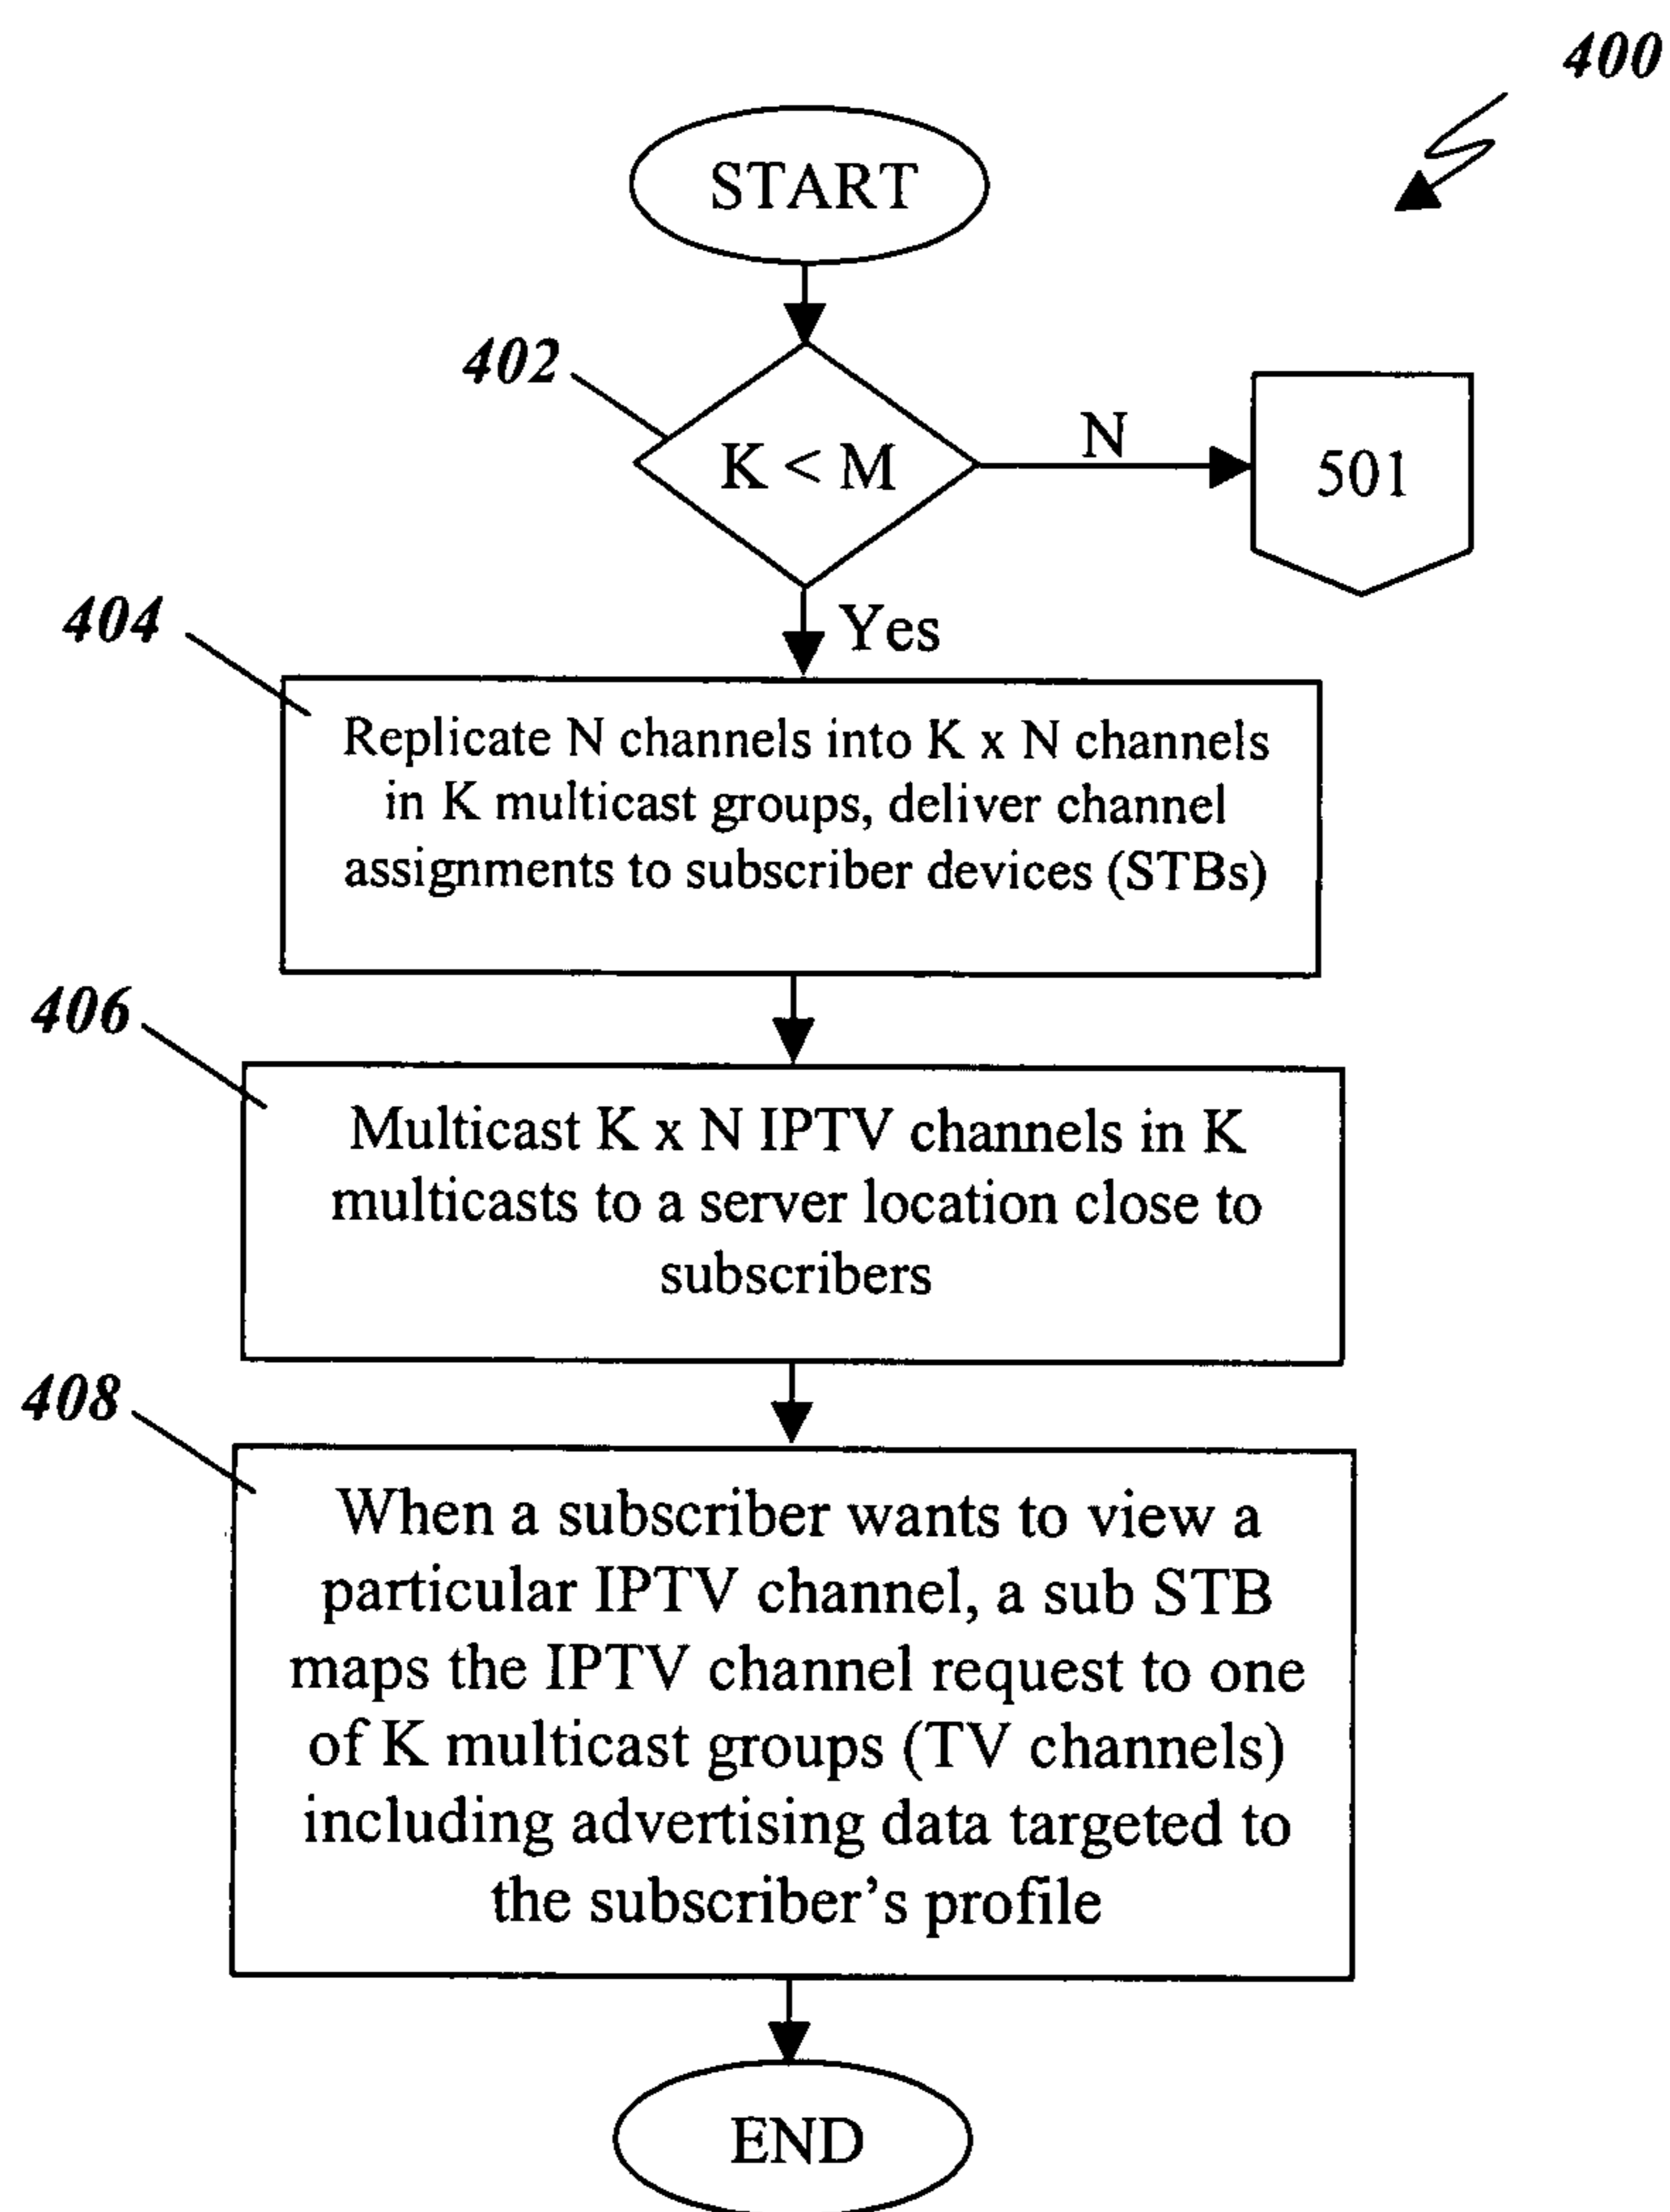 400
START
402
K < M
N
501
Yes
404
Replicate N channels into K x N channels
in K multicast groups, deliver channel
assignments to subscriber devices (STBs)
406
Multicast K x N IPTV channels in K
multicasts to a server location close to
subscribers
408
When a subscriber wants to view a
particular IPTV channel, a sub STB
maps the IPTV channel request to one
of K multicast groups (TV channels)
including advertising data targeted to
the subscriber's profile
END